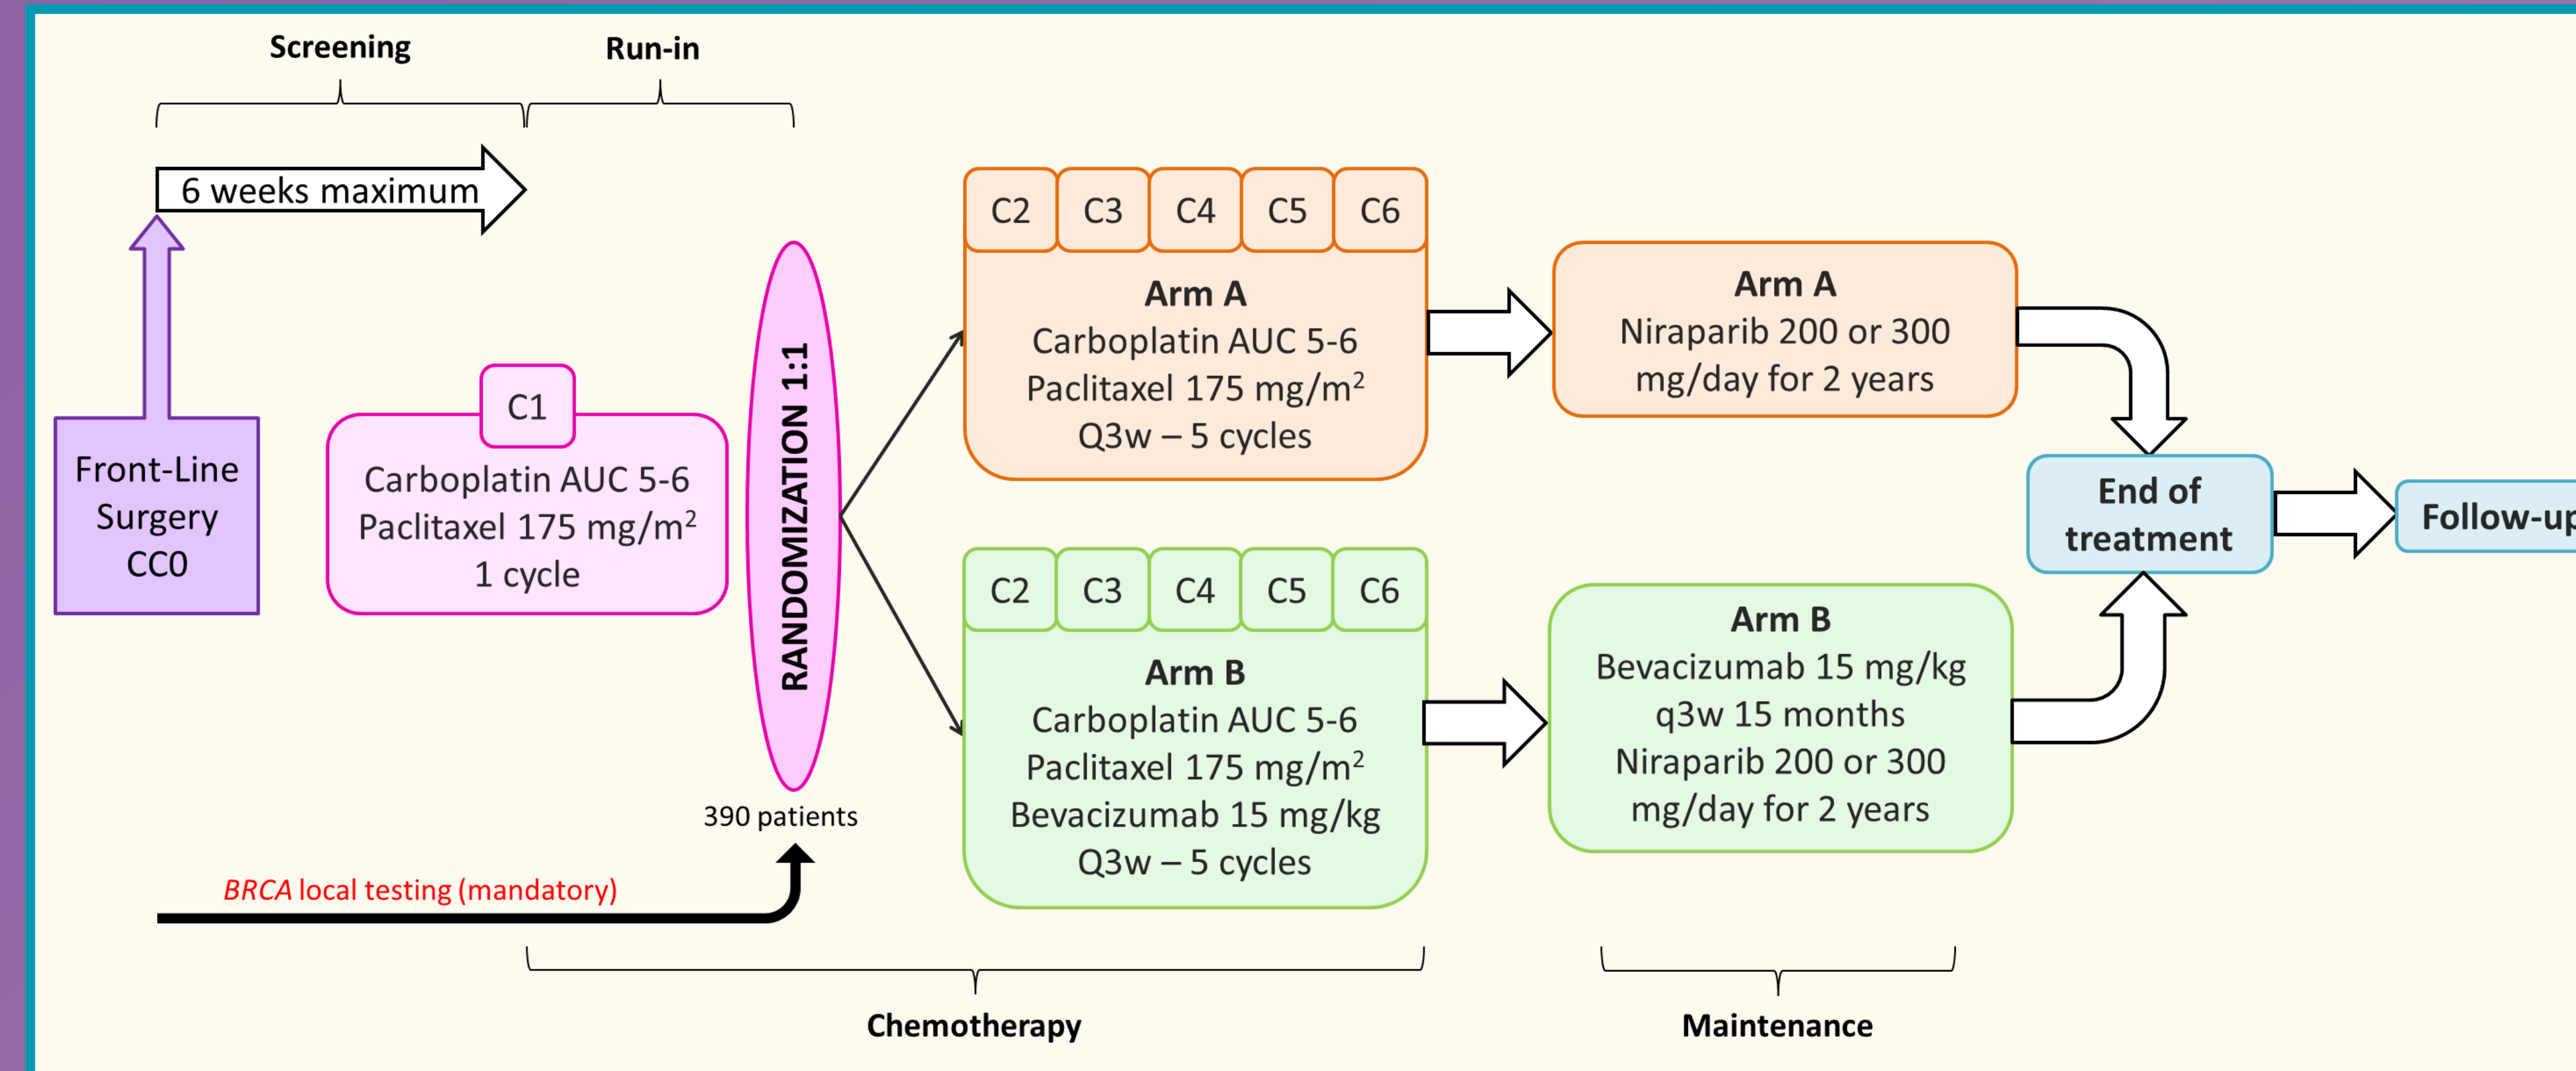 Screening
Run-in
6 weeks maximum
Front-Line
Surgery
CC0
C1
Carboplatin AUC 5-6
Paclitaxel 175 mg/m²
1 cycle
RANDOMIZATION 1:1
390 patients
BRCA local testing (mandatory)
C2 C3 C4 C5 C6
Arm A
Carboplatin AUC 5-6
Paclitaxel 175 mg/m²
Q3w – 5 cycles
C2 C3 C4 C5 C6
Arm B
Carboplatin AUC 5-6
Paclitaxel 175 mg/m²
Bevacizumab 15 mg/kg
Q3w – 5 cycles
Arm A
Niraparib 200 or 300
mg/day for 2 years
Arm B
Bevacizumab 15 mg/kg
q3w 15 months
Niraparib 200 or 300
mg/day for 2 years
End of
treatment
Follow-up
Chemotherapy
Maintenance